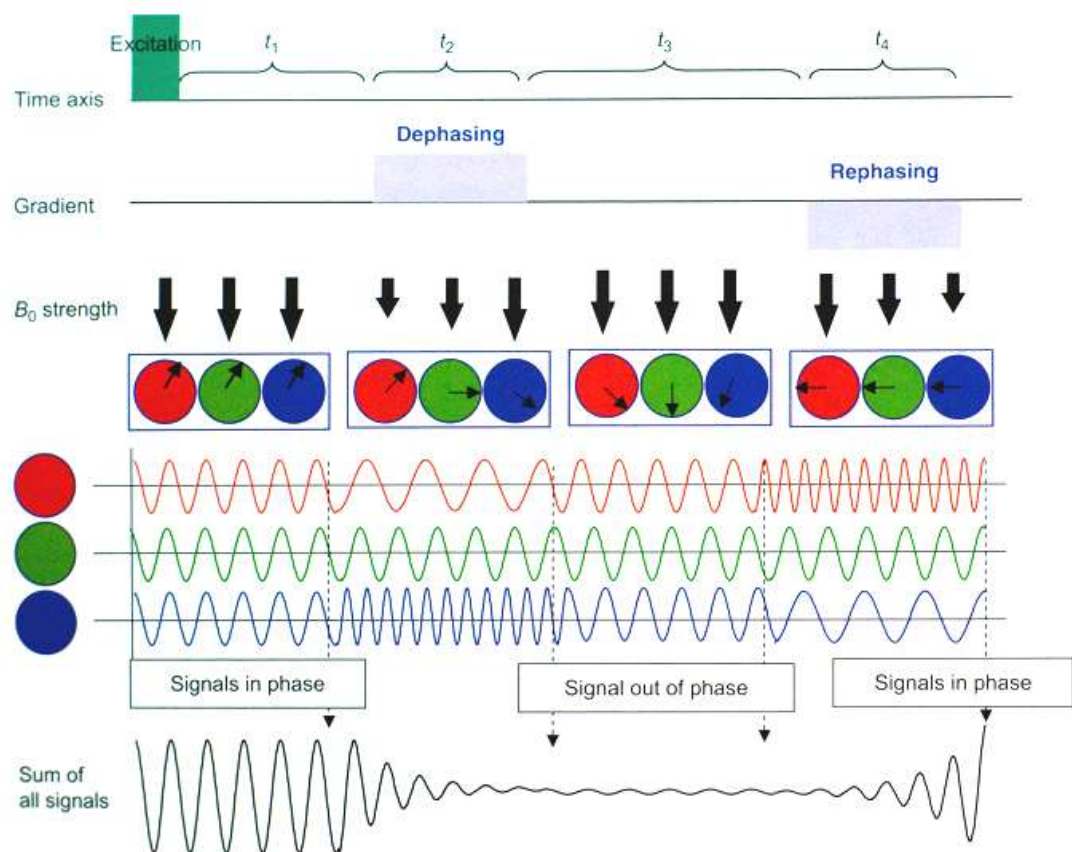 Excitation
t1
t2
t3
t4
Time axis
Dephasing
Rephasing
Gradient
B0 strength
Signals in phase
Signal out of phase
Signals in phase
Sum of
all signals